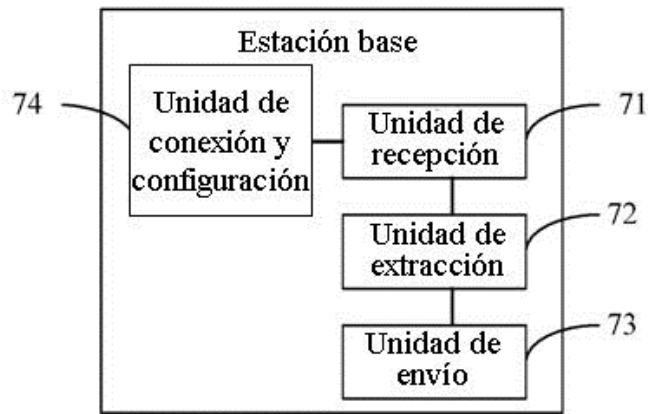 Estación base
74
Unidad de
conexión y
configuración
Unidad de
recepción
71
Unidad de
extracción
72
Unidad de
envío
73